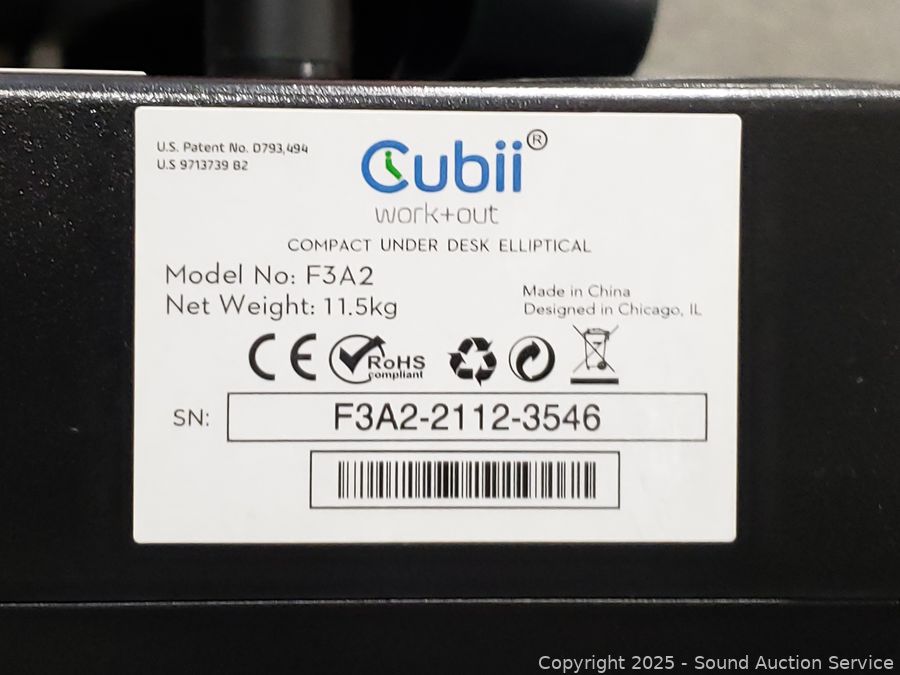 U.S. Patent No. D793,494
U.S 9713739 B2
Cubii®
work+out
COMPACT UNDER DESK ELLIPTICAL
Model No: F3A2
Net Weight: 11.5kg
Made in China
Designed in Chicago, IL
CE
RoHS
compliant
SN: F3A2-2112-3546
Copyright 2025 - Sound Auction Service